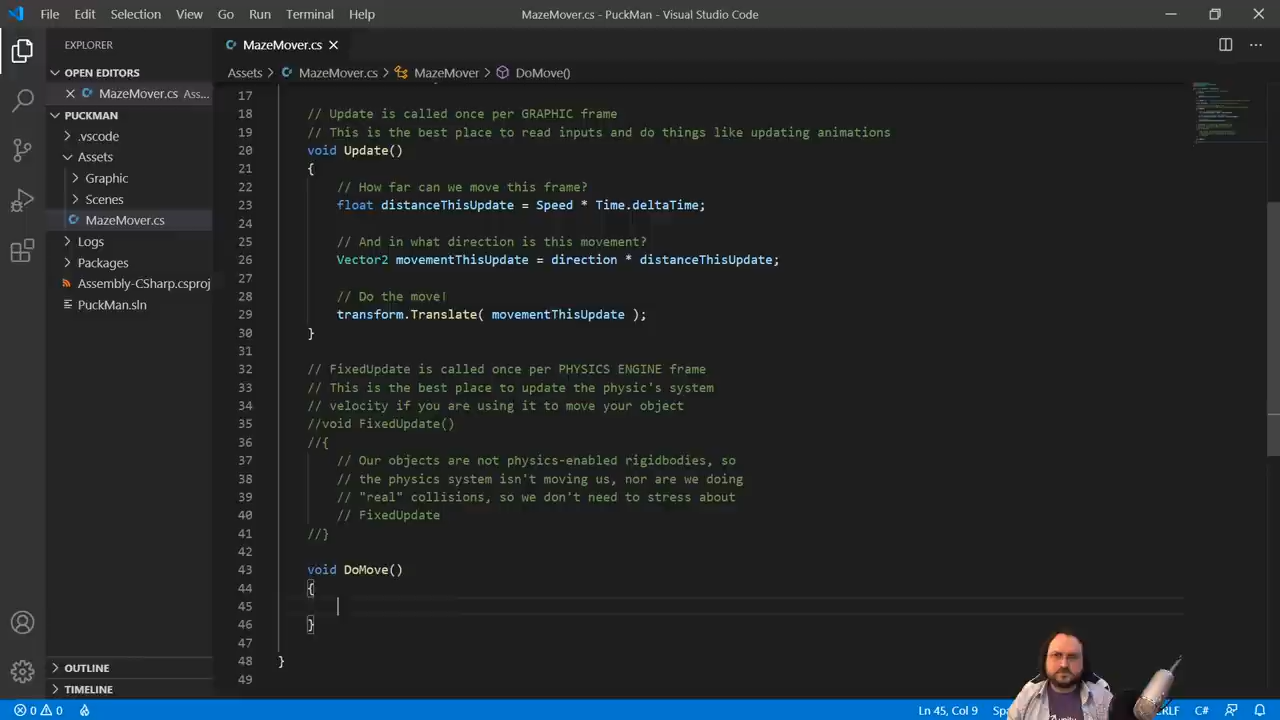 File Edit Selection View Go Run Terminal Help MazeMover.cs - PuckMan - Visual Studio Code
EXPLORER
MazeMover.cs
OPEN EDITORS
Assets > MazeMover.cs > MazeMover > DoMove()
MazeMover.cs Ass...
PUCKMAN
.vscode
Assets
Graphic
Scenes
MazeMover.cs
Logs
Packages
Assembly-CSharp.csproj
PuckMan.sln
OUTLINE
TIMELINE
17
18 // Update is called once per GRAPHIC frame
19 // This is the best place to read inputs and do things like updating animations
20 void Update()
21 {
22 // How far can we move this frame?
23 float distanceThisUpdate = Speed * Time.deltaTime;
24
25 // And in what direction is this movement?
26 Vector2 movementThisUpdate = direction * distanceThisUpdate;
27
28 // Do the move!
29 transform.Translate( movementThisUpdate );
30 }
31
32 // FixedUpdate is called once per PHYSICS ENGINE frame
33 // This is the best place to update the physic's system
34 // velocity if you are using it to move your object
35 //void FixedUpdate()
36 //{
37 // Our objects are not physics-enabled rigidbodies, so
38 // the physics system isn't moving us, nor are we doing
39 // "real" collisions, so we don't need to stress about
40 // FixedUpdate
41 //}
42
43 void DoMove()
44 {
45
46 }
47
48 }
49
0 0 Ln 45, Col 9 CRLF C#